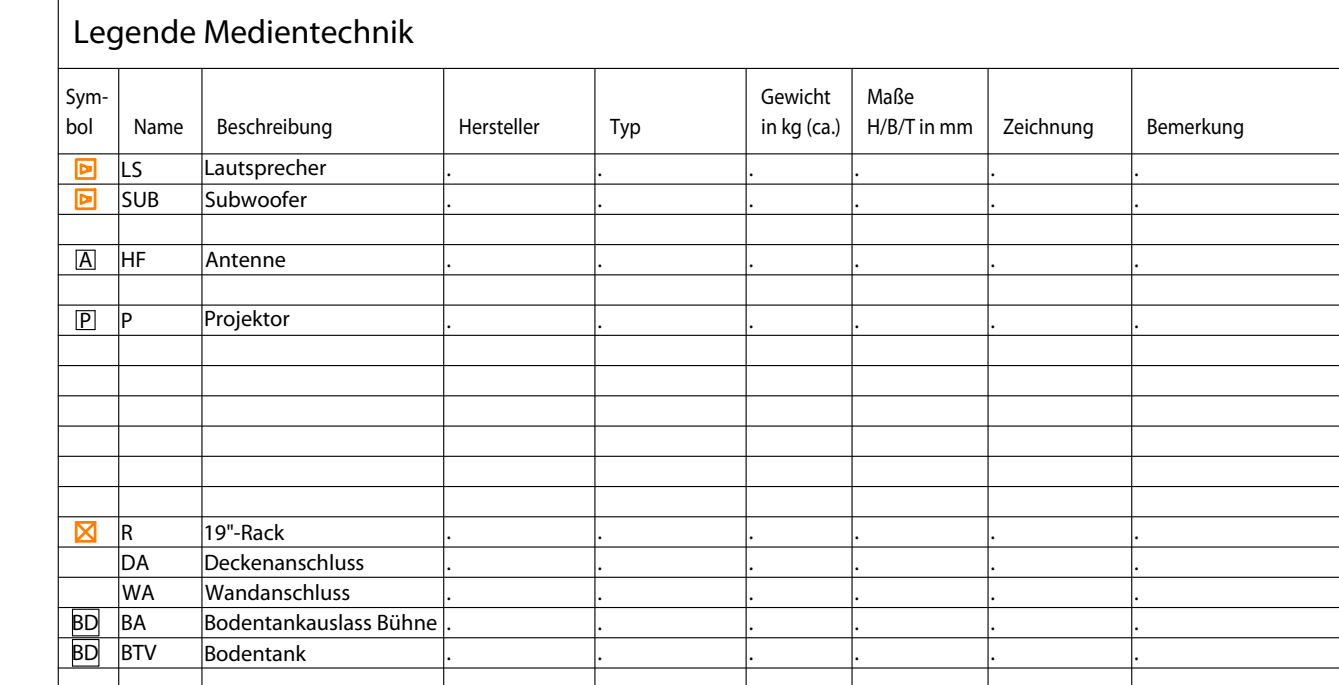 Legende Medientechnik
Sym-
bol Name Beschreibung Hersteller Typ Gewicht
in kg (ca.) Maße
H/B/T in mm Zeichnung Bemerkung
LS Lautsprecher . . . . . .
SUB Subwoofer . . . . . .
A HF Antenne . . . . . .
P P Projektor . . . . . .
R 19"-Rack . . . . . .
DA Deckenanschluss . . . . . .
WA Wandanschluss . . . . . .
BD BA Bodentankauslass Bühne . . . . . .
BD BTV Bodentank . . . . . .